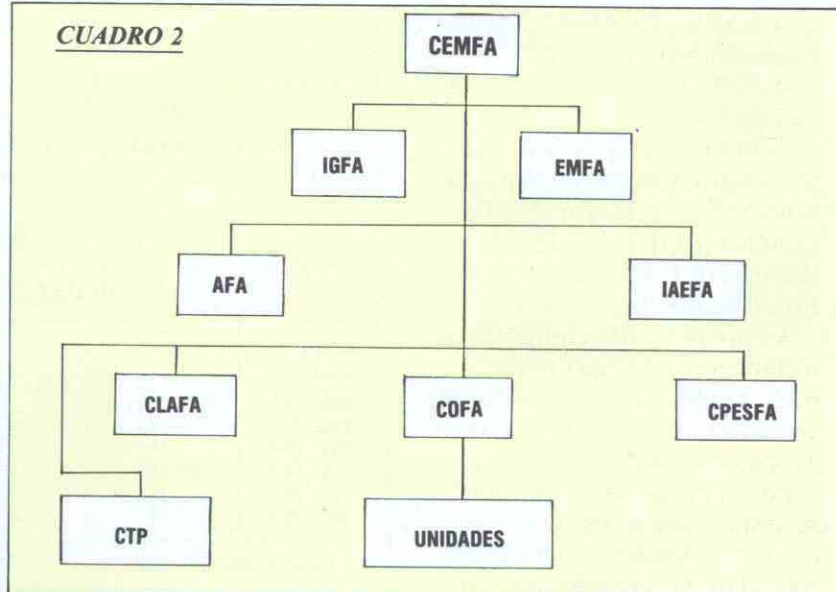 CUADRO 2
CEMFA
IGFA
EMFA
AFA
IAEFA
CLAFA
COFA
CPESFA
CTP
UNIDADES